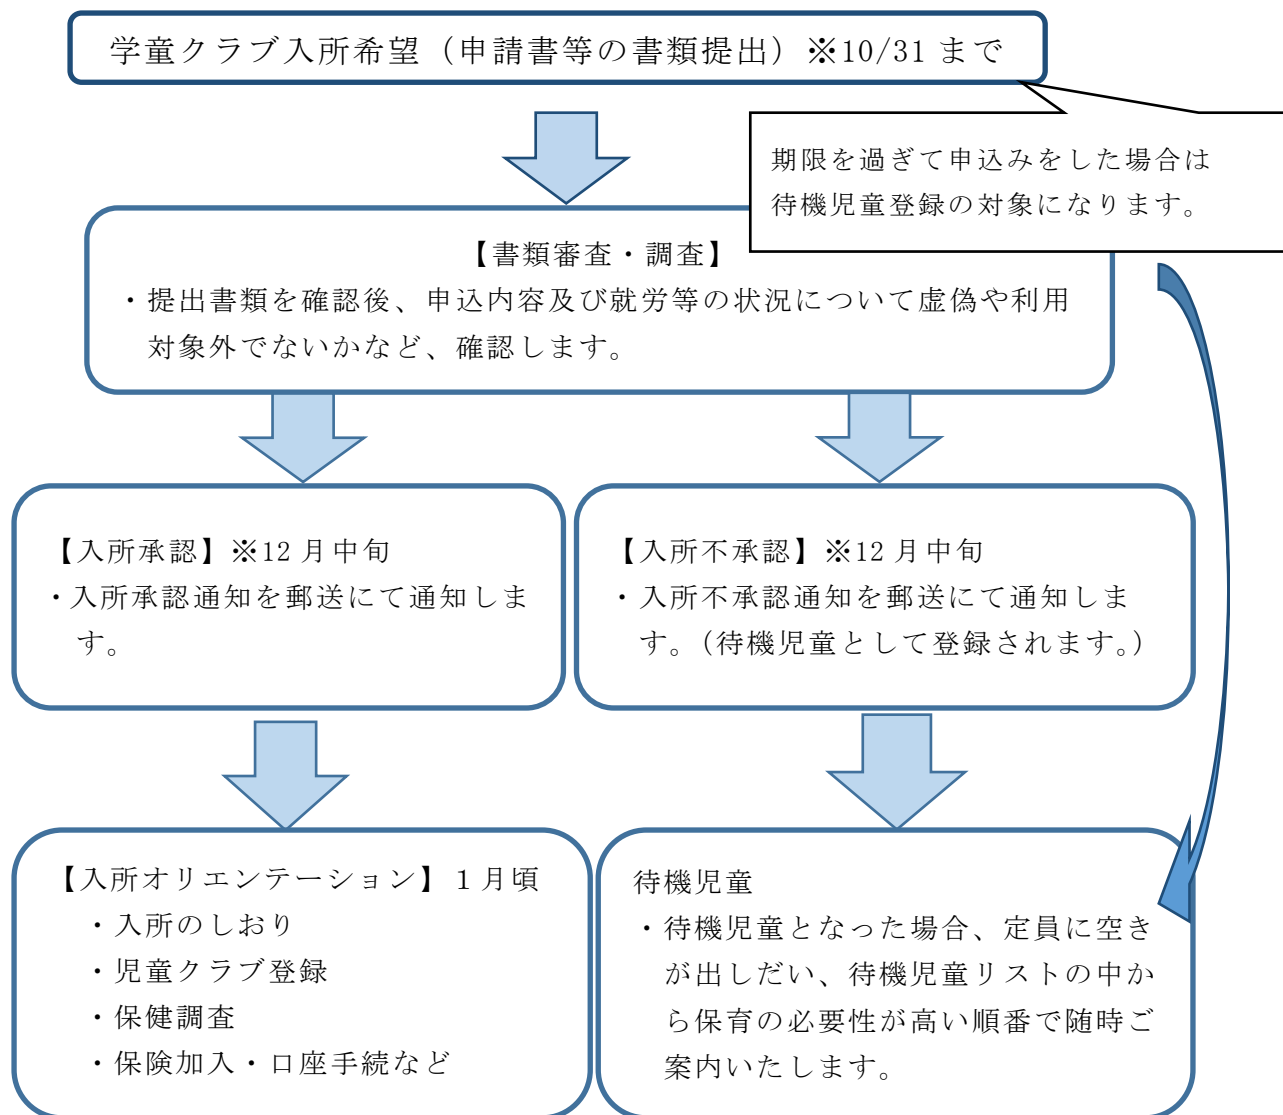 学童クラブ入所希望（申請書等の書類提出）※10/31 まで
期限を過ぎて申込みをした場合は
待機児童登録の対象になります。
【書類審査・調査】
・提出書類を確認後、申込内容及び就労等の状況について虚偽や利用
対象外でないかなど、確認します。
【入所承認】※12 月中旬
・入所承認通知を郵送にて通知しま
す。
【入所不承認】※12 月中旬
・入所不承認通知を郵送にて通知しま
す。（待機児童として登録されます。）
【入所オリエンテーション】１月頃
・入所のしおり
・児童クラブ登録
・保健調査
・保険加入・口座手続など
待機児童
・待機児童となった場合、定員に空き
が出しだい、待機児童リストの中か
ら保育の必要性が高い順番で随時ご
案内いたします。